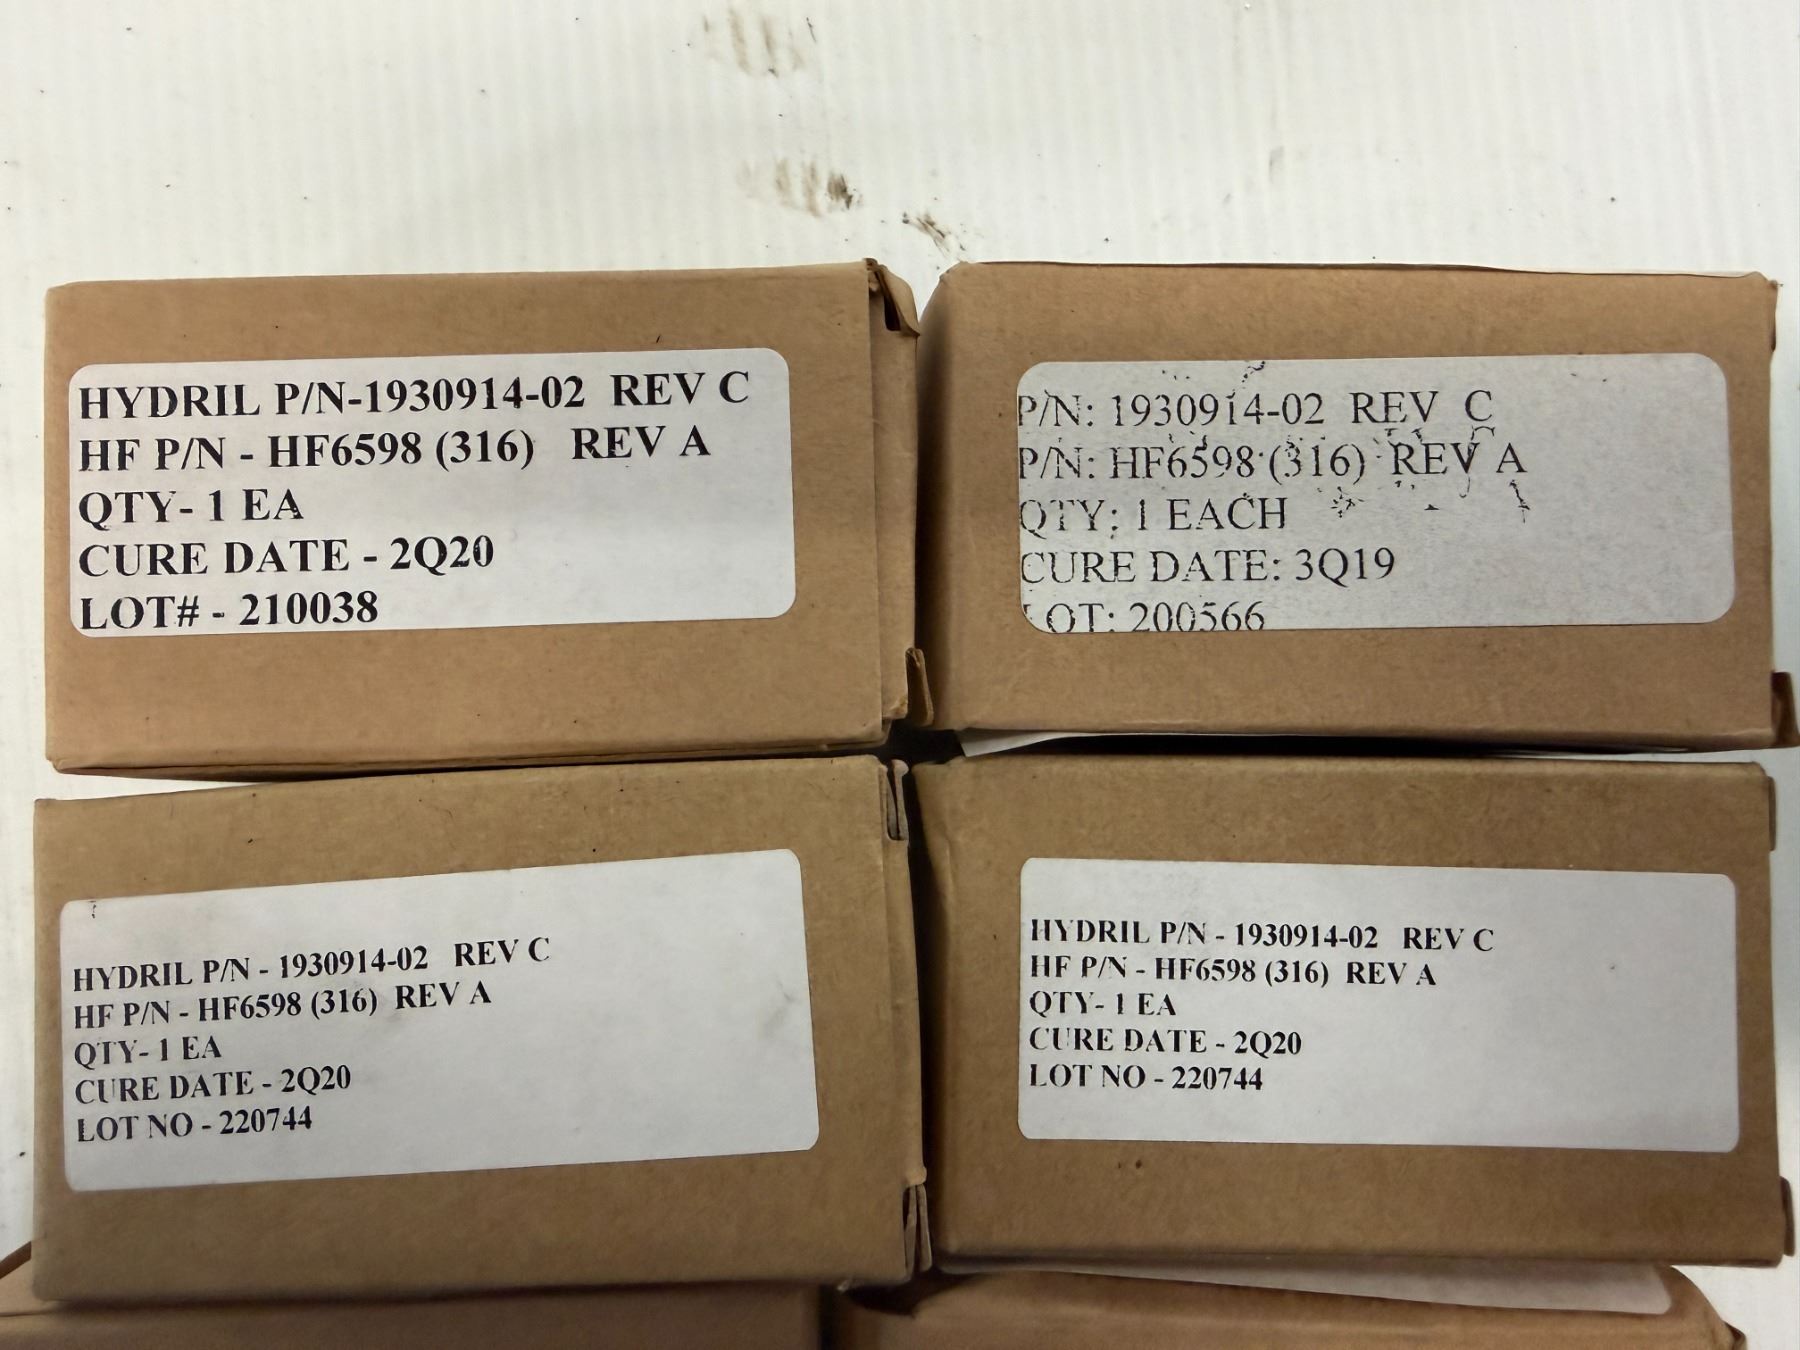 HYDRIL P/N-1930914-02 REV C
HF P/N - HF6598 (316) REV A
QTY- 1 EA
CURE DATE - 2Q20
LOT# - 210038
P/N: 1930914-02 REV C
P/N: HF6598 (316) REV A
QTY: 1 EACH
CURE DATE: 3Q19
LOT: 200566
HYDRIL P/N - 1930914-02 REV C
HF P/N - HF6598 (316) REV A
QTY- 1 EA
CURE DATE - 2Q20
LOT NO - 220744
HYDRIL P/N - 1930914-02 REV C
HF P/N - HF6598 (316) REV A
QTY- 1 EA
CURE DATE - 2Q20
LOT NO - 220744